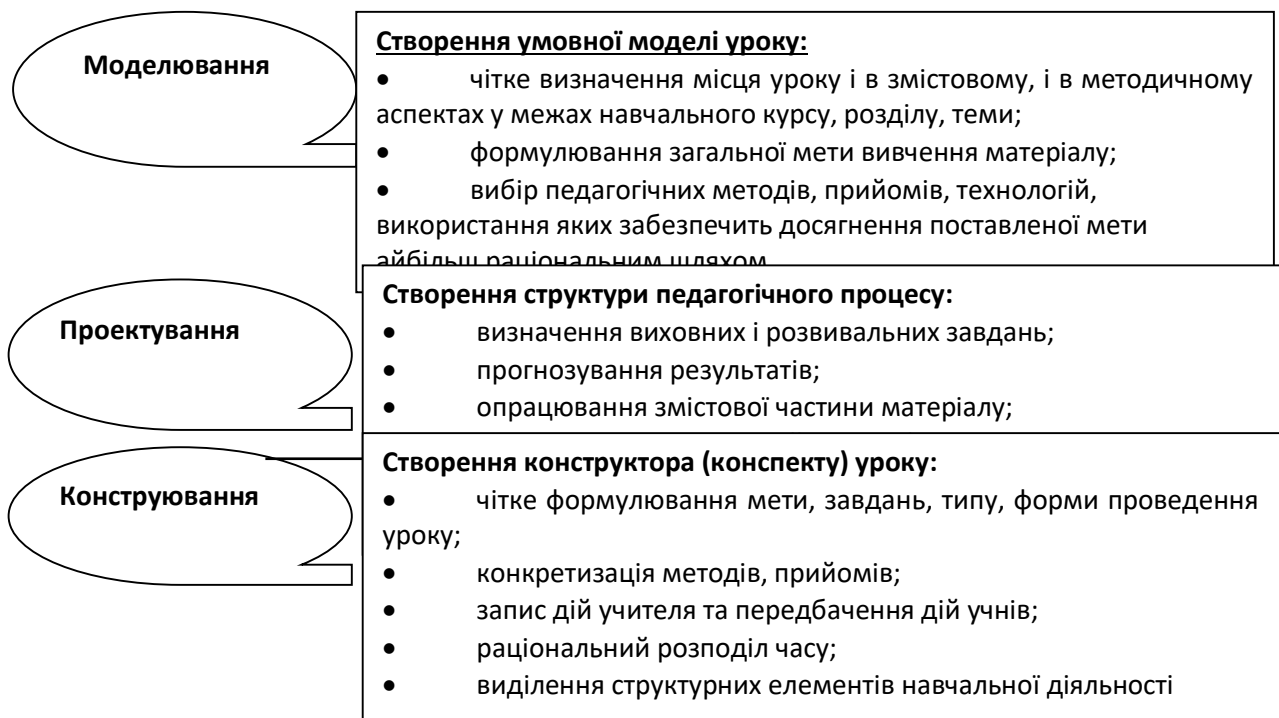 Моделювання
Створення умовної моделі уроку:
• чітке визначення місця уроку і в змістовому, і в методичному
аспектах у межах навчального курсу, розділу, теми;
• формулювання загальної мети вивчення матеріалу;
• вибір педагогічних методів, прийомів, технологій,
використання яких забезпечить досягнення поставленої мети
айбільш раціональним шляхом
Проектування
Створення структури педагогічного процесу:
• визначення виховних і розвивальних завдань;
• прогнозування результатів;
• опрацювання змістової частини матеріалу;
Конструювання
Створення конструктора (конспекту) уроку:
• чітке формулювання мети, завдань, типу, форми проведення
уроку;
• конкретизація методів, прийомів;
• запис дій учителя та передбачення дій учнів;
• раціональний розподіл часу;
• виділення структурних елементів навчальної діяльності